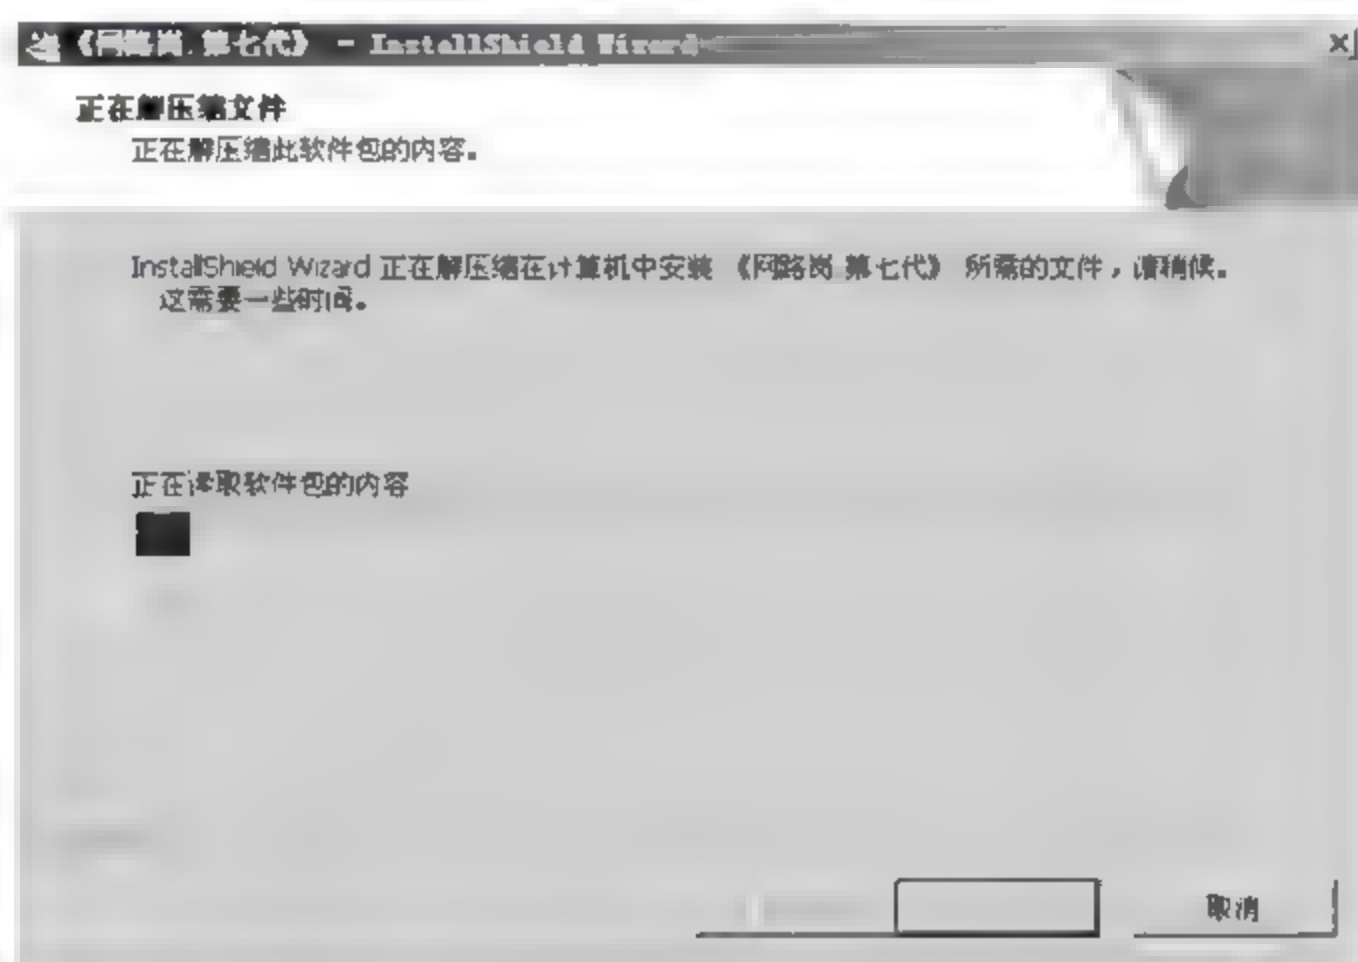 《网路岗.第七代》 - InstallShield Wizard
正在解压缩文件
正在解压缩此软件包的内容。
InstallShield Wizard 正在解压缩在计算机中安装 《网路岗.第七代》 所需的文件，请稍候。
这需要一些时间。
正在读取软件包的内容
取消